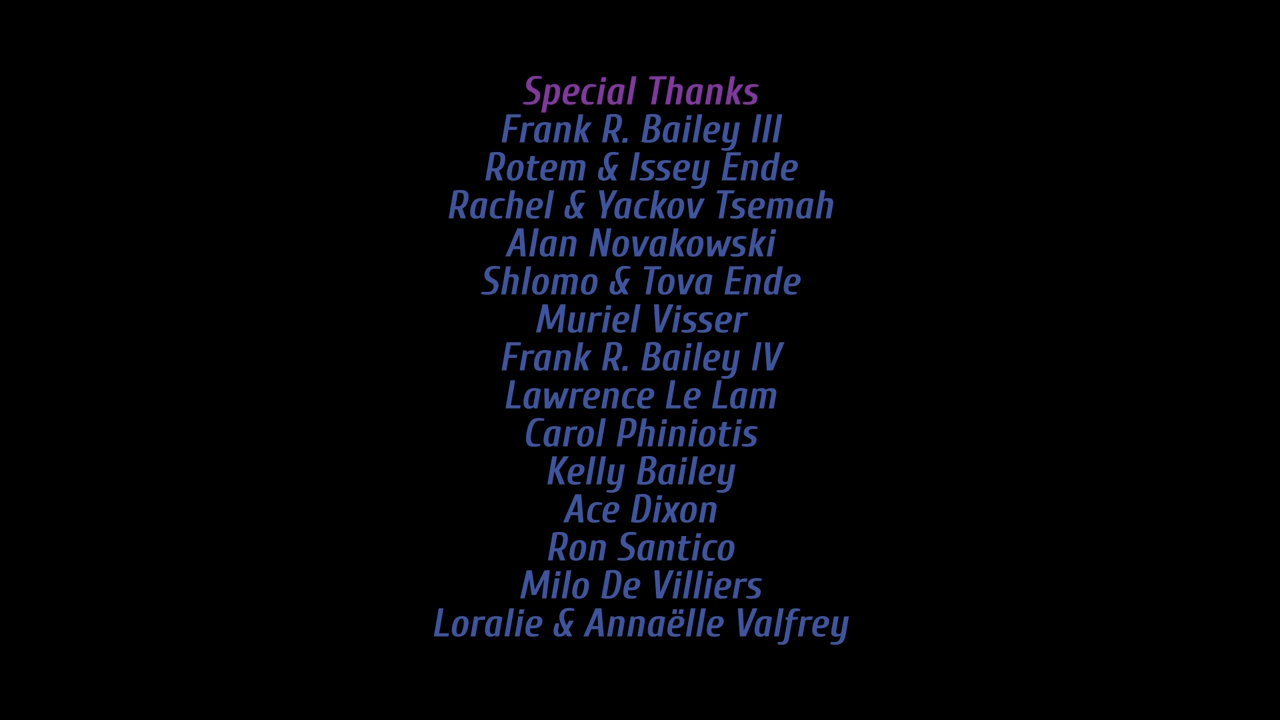 Special Thanks
Frank R. Bailey III
Rotem & Issey Ende
Rachel & Yackov Tsemah
Alan Novakowski
Shlomo & Tova Ende
Muriel Visser
Frank R. Bailey IV
Lawrence Le Lam
Carol Phiniotis
Kelly Bailey
Ace Dixon
Ron Santico
Milo De Villiers
Loralie & Annaëlle Valfrey